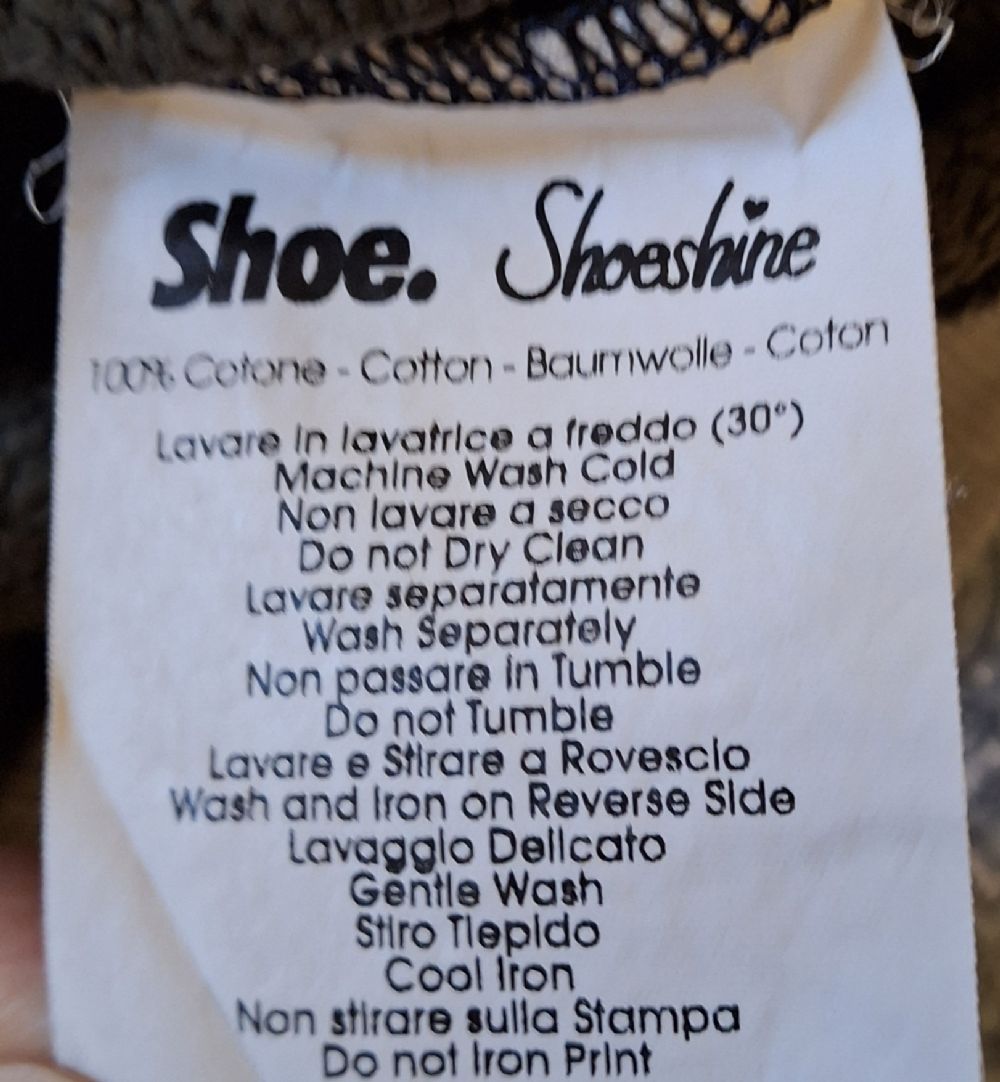 Shoe. Shoeshine
100% Cotone - Cotton - Baumwolle - Coton
Lavare in lavatrice a freddo (30°)
Machine Wash Cold
Non lavare a secco
Do not Dry Clean
Lavare separatamente
Wash Separately
Non passare in Tumble
Do not Tumble
Lavare e Stirare a Rovescio
Wash and Iron on Reverse Side
Lavaggio Delicato
Gentle Wash
Stiro Tiepido
Cool Iron
Non stirare sulla Stampa
Do not Iron Print